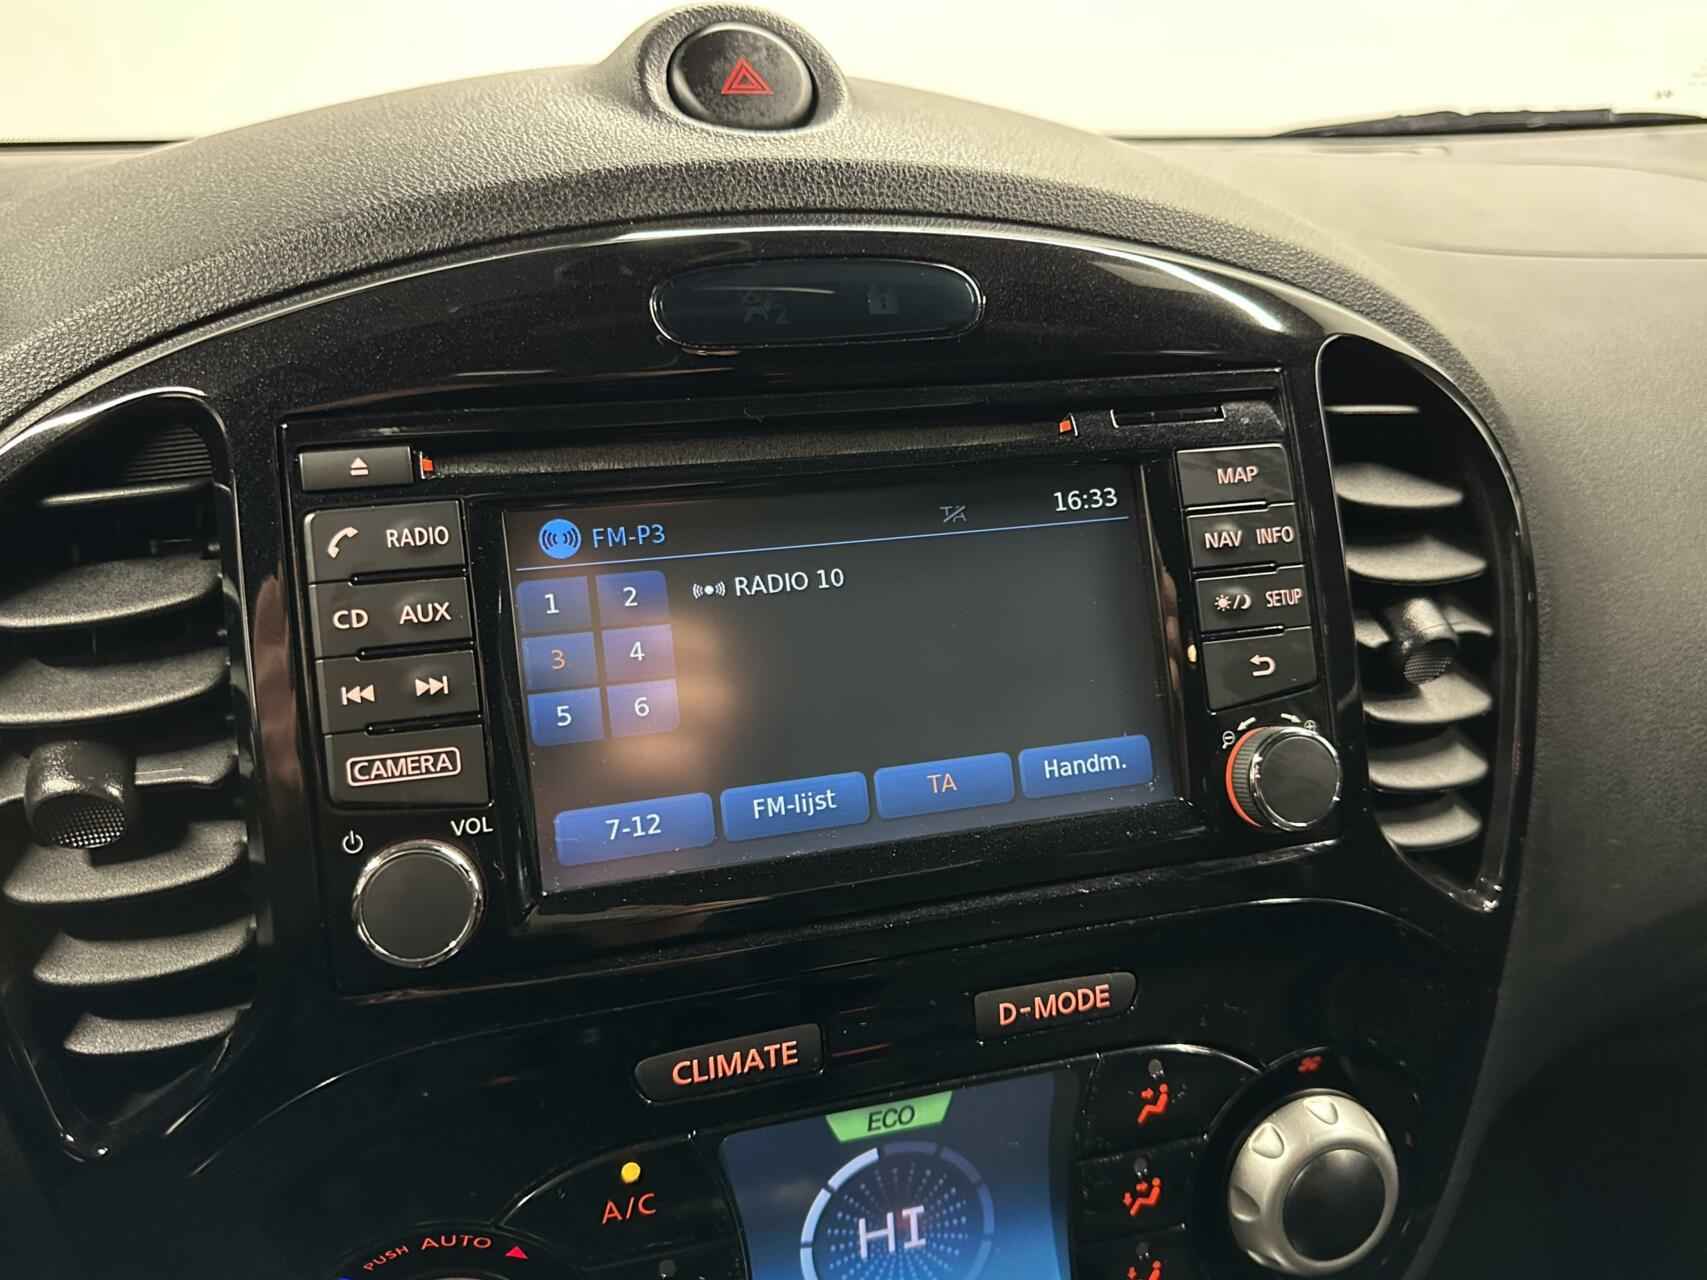 MAP
RADIO
FM-P3
TA
16:33
NAV INFO
CD AUX
1 2
RADIO 10
SETUP
3 4
5 6
CAMERA
7-12
FM-lijst
TA
Handm.
VOL
D-MODE
CLIMATE
ECO
A/C
HI
PUSH AUTO